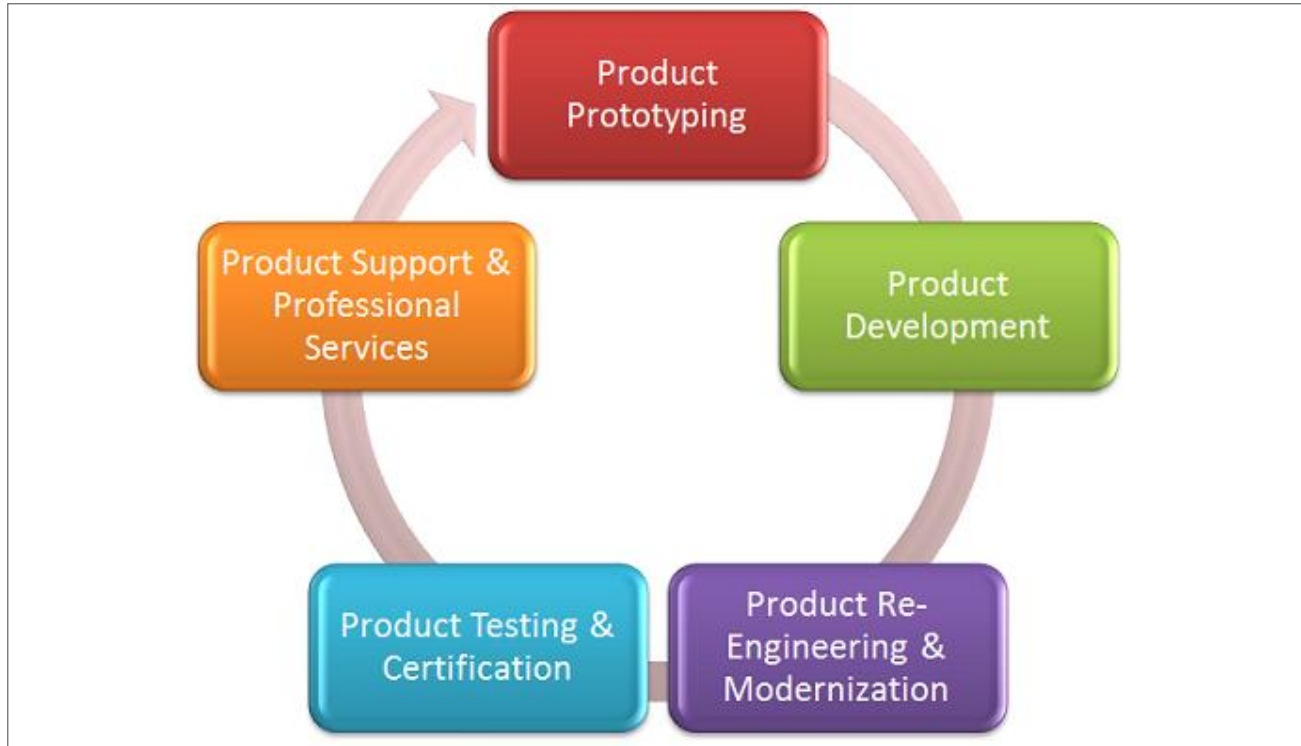 Product
Prototyping
Product
Development
Product Re-
Engineering &
Modernization
Product Testing &
Certification
Product Support &
Professional
Services